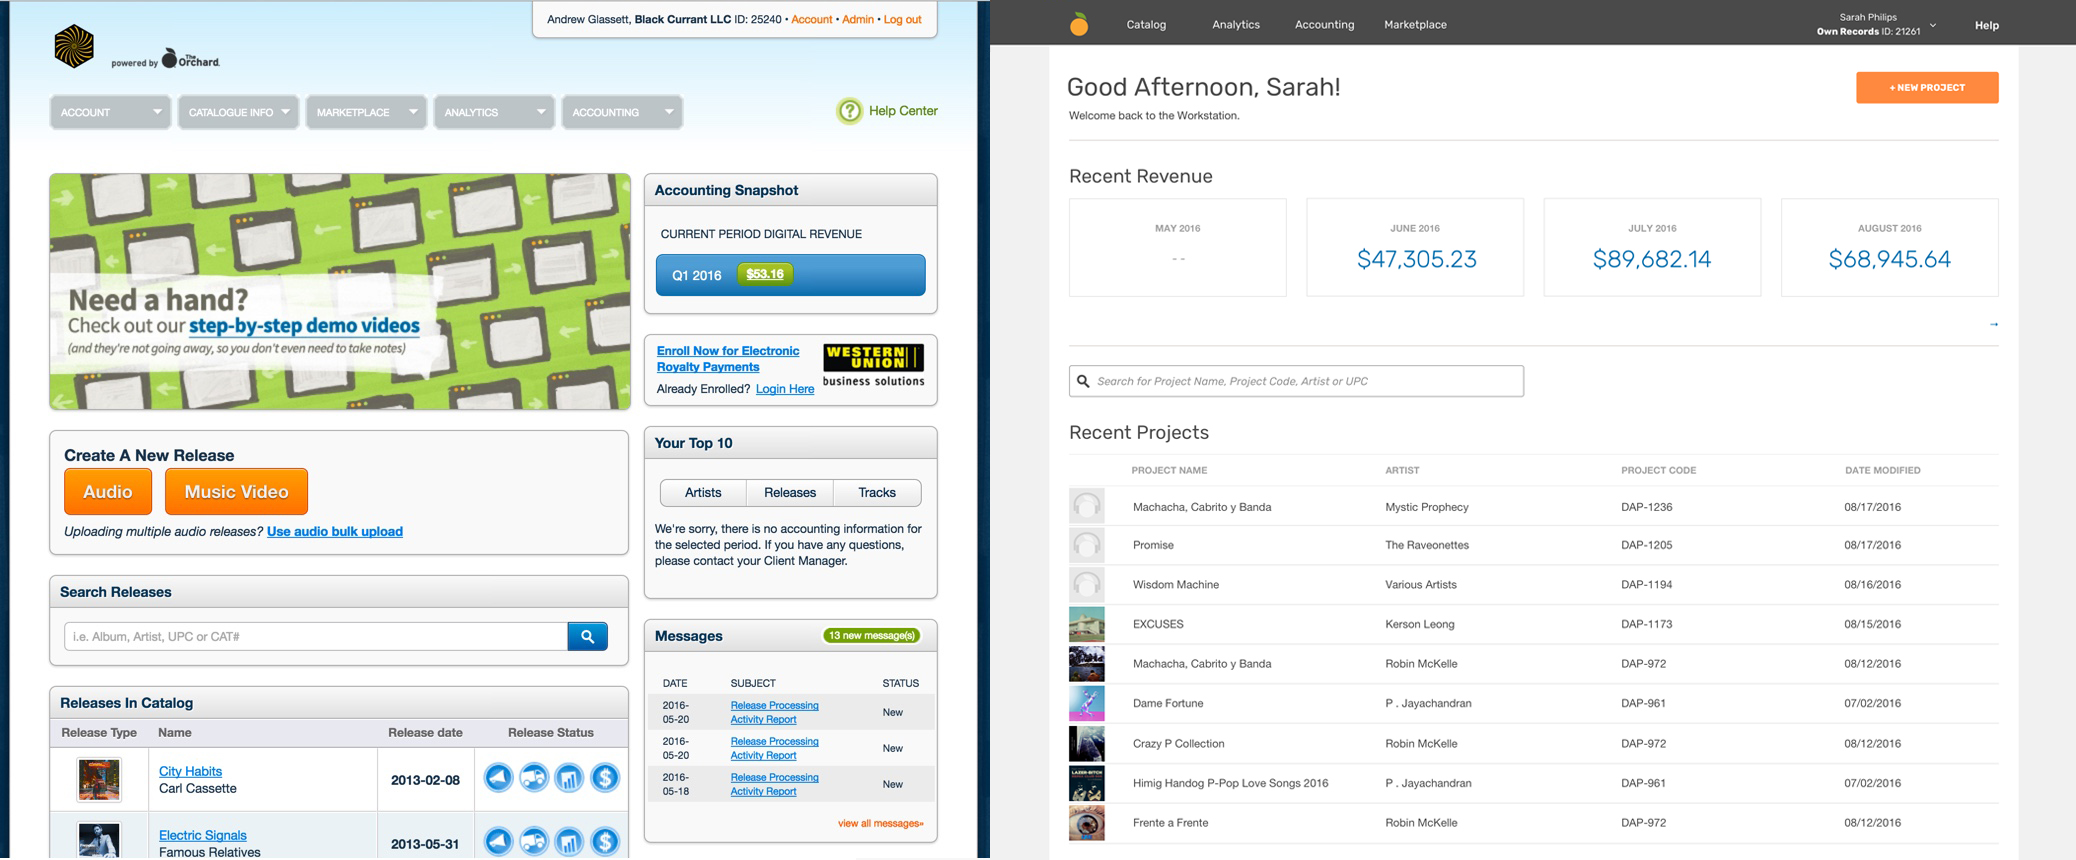 Andrew Glassett, Black Currant LLC ID: 25240 • Account • Admin • Log out
powered by The Orchard.
ACCOUNT
CATALOGUE INFO
MARKETPLACE
ANALYTICS
ACCOUNTING
? Help Center
Need a hand?
Check out our step-by-step demo videos
(and they're not going away, so you don't even need to take notes)
Create A New Release
Audio
Music Video
Uploading multiple audio releases? Use audio bulk upload
Search Releases
i.e. Album, Artist, UPC or CAT#
Releases In Catalog
Release Type Name Release date Release Status
City Habits
Carl Cassette
2013-02-08
$
Electric Signals
Famous Relatives
2013-05-31
$
Accounting Snapshot
CURRENT PERIOD DIGITAL REVENUE
Q1 2016 $53.16
Enroll Now for Electronic
Royalty Payments
Already Enrolled? Login Here
WESTERN
UNION
business solutions
Your Top 10
Artists Releases Tracks
We're sorry, there is no accounting information for
the selected period. If you have any questions,
please contact your Client Manager.
Messages 13 new message(s)
DATE SUBJECT STATUS
2016-
05-20
Release Processing
Activity Report
New
2016-
05-20
Release Processing
Activity Report
New
2016-
05-18
Release Processing
Activity Report
New
view all messages»
Catalog Analytics Accounting Marketplace
Sarah Philips
Own Records ID: 21261
Help
Good Afternoon, Sarah!
Welcome back to the Workstation.
+ NEW PROJECT
Recent Revenue
MAY 2016
- -
JUNE 2016
$47,305.23
JULY 2016
$89,682.14
AUGUST 2016
$68,945.64
→
Search for Project Name, Project Code, Artist or UPC
Recent Projects
PROJECT NAME ARTIST PROJECT CODE DATE MODIFIED
Machacha, Cabrito y Banda Mystic Prophecy DAP-1236 08/17/2016
Promise The Raveonettes DAP-1205 08/17/2016
Wisdom Machine Various Artists DAP-1194 08/16/2016
EXCUSES Kerson Leong DAP-1173 08/15/2016
Machacha, Cabrito y Banda Robin McKelle DAP-972 08/12/2016
Dame Fortune P . Jayachandran DAP-961 07/02/2016
Crazy P Collection Robin McKelle DAP-972 08/12/2016
LAZER-BITCH
Himig Handog P-Pop Love Songs 2016 P . Jayachandran DAP-961 07/02/2016
Frente a Frente Robin McKelle DAP-972 08/12/2016